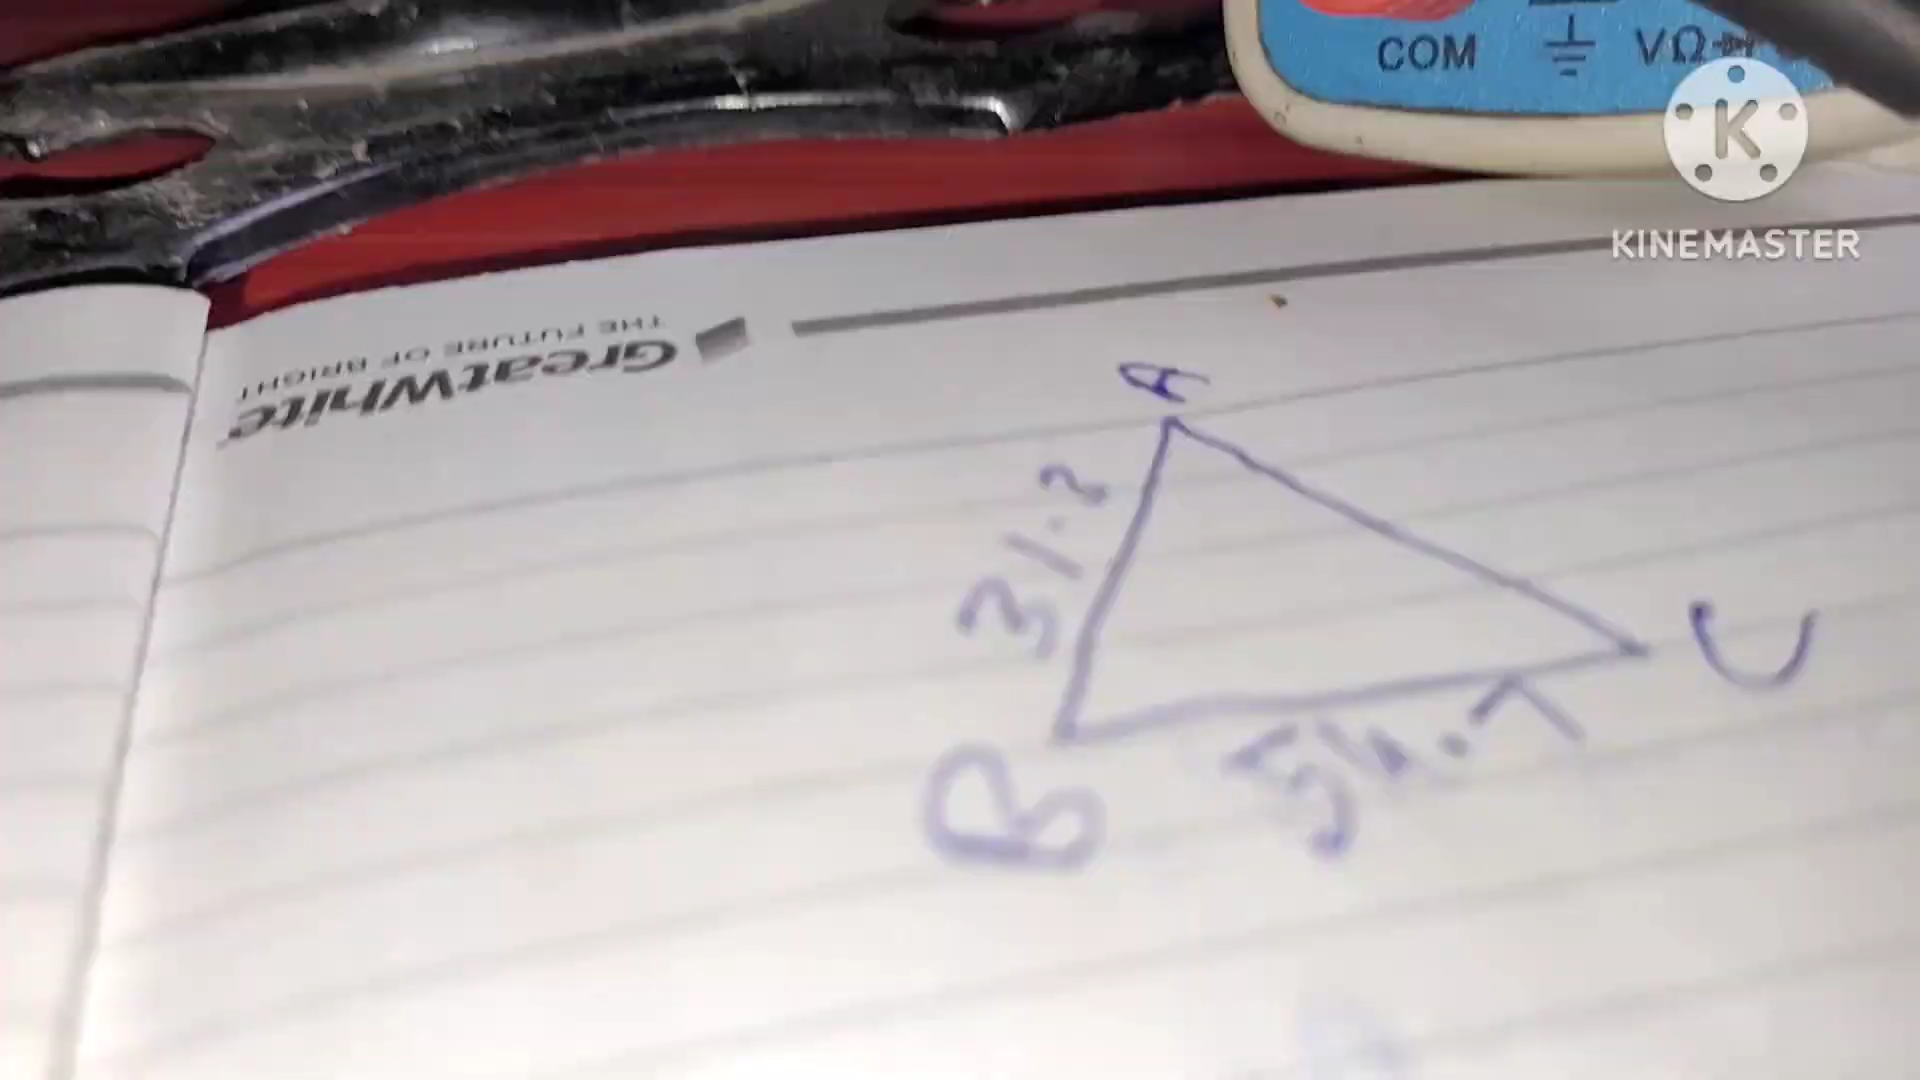 COM VΩ
KINEMASTER
GreatWhite
THE FUTURE OF BRIGHT
A
31.2
B
54.7
C